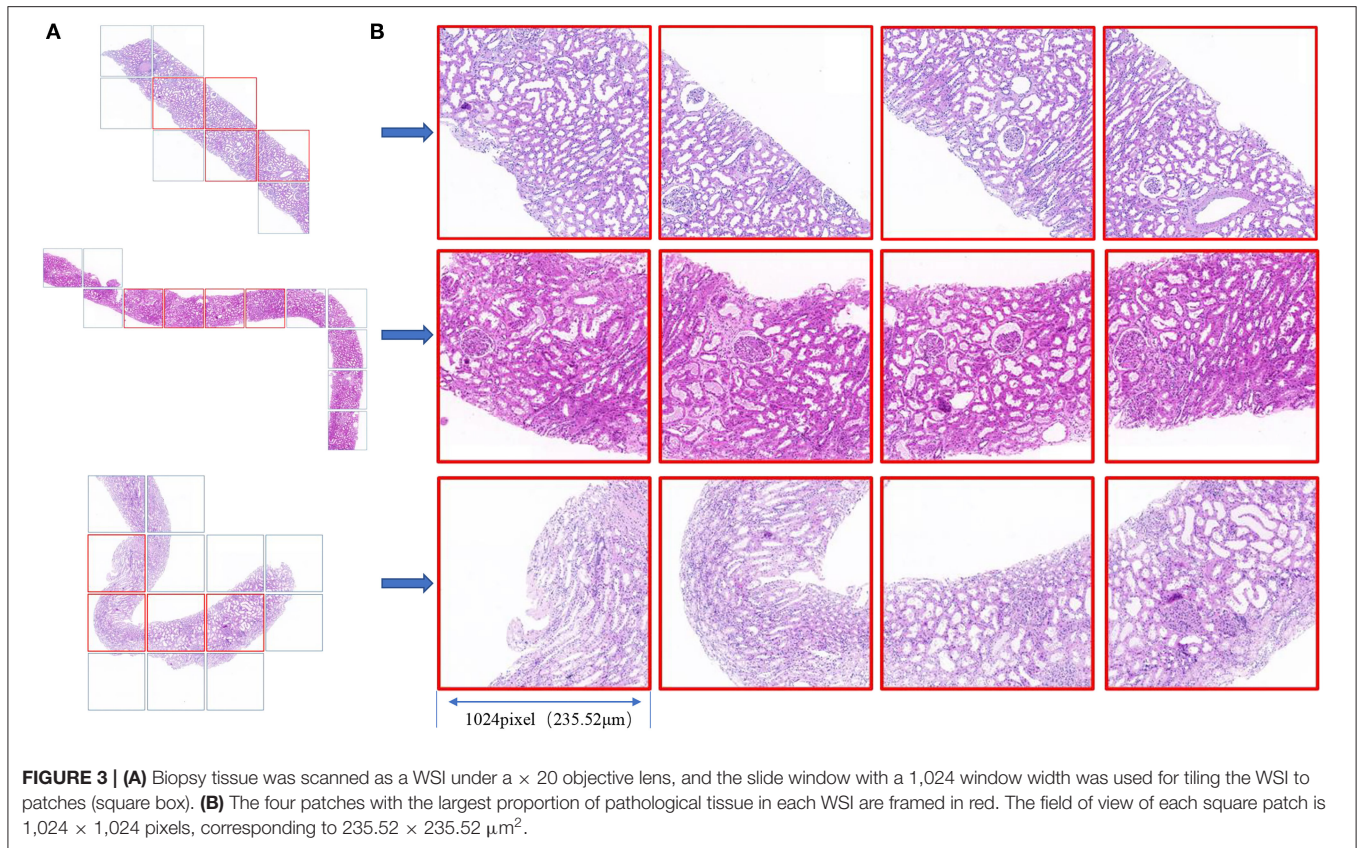 A
B
1024pixel（235.52μm）
FIGURE 3 | (A) Biopsy tissue was scanned as a WSI under a × 20 objective lens, and the slide window with a 1,024 window width was used for tiling the WSI to
patches (square box). (B) The four patches with the largest proportion of pathological tissue in each WSI are framed in red. The field of view of each square patch is
1,024 × 1,024 pixels, corresponding to 235.52 × 235.52 μm².